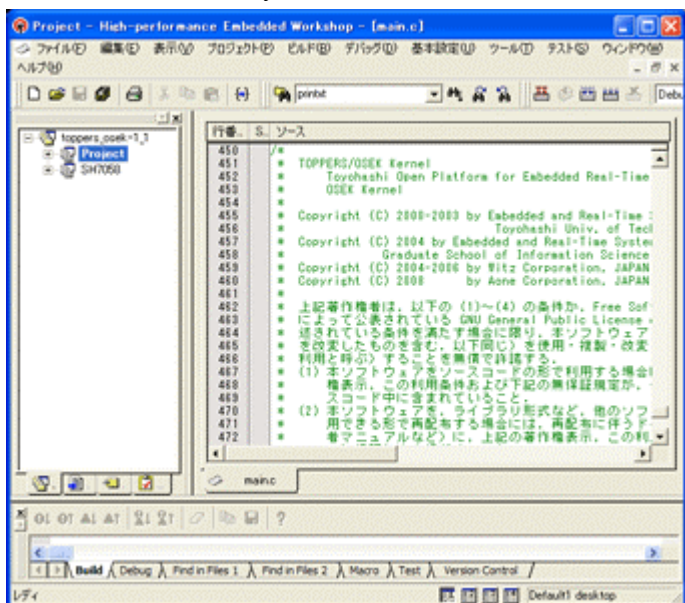 Project - High-performance Embedded Workshop - [main.c]
ファイル(F) 編集(E) 表示(V) プロジェクト(P) ビルド(B) デバッグ(D) 基本設定(U) ツール(T) テスト(S) ウィンドウ(W)
ヘルプ(H)
printxt
Debu
toppers_osek-1_1
Project
SH7058
行番.. S.. ソース
450 /*
451 * TOPPERS/OSEK Kernel
452 * Toyohashi Open Platform for Embedded Real-Time
453 * OSEK Kernel
454 *
455 * Copyright (C) 2000-2003 by Embedded and Real-Time
456 * Toyohashi Univ. of Tec
457 * Copyright (C) 2004 by Embedded and Real-Time System
458 * Graduate School of Information Science
459 * Copyright (C) 2004-2006 by Witz Corporation, JAPAN
460 * Copyright (C) 2008 by Aone Corporation, JAPAN
461 *
462 * 上記著作権者は,以下の (1)~(4) の条件か,Free Sof
463 * によって公表されている GNU General Public License
464 * 述されている条件を満たす場合に限り,本ソフトウェア
465 * を改変したものを含む.以下同じ)を使用・複製・改変
466 * 利用と呼ぶ)することを無償で許諾する.
467 * (1) 本ソフトウェアをソースコードの形で利用する場合
468 * 権表示,この利用条件および下記の無保証規定が,
469 * スコード中に含まれていること.
470 * (2) 本ソフトウェアを,ライブラリ形式など,他のソフ
471 * 用できる形で再配布する場合には,再配布に伴うド
472 * 者マニュアルなど)に,上記の著作権表示,この利
main.c
Build Debug Find in Files 1 Find in Files 2 Macro Test Version Control
レディ Default1 desktop